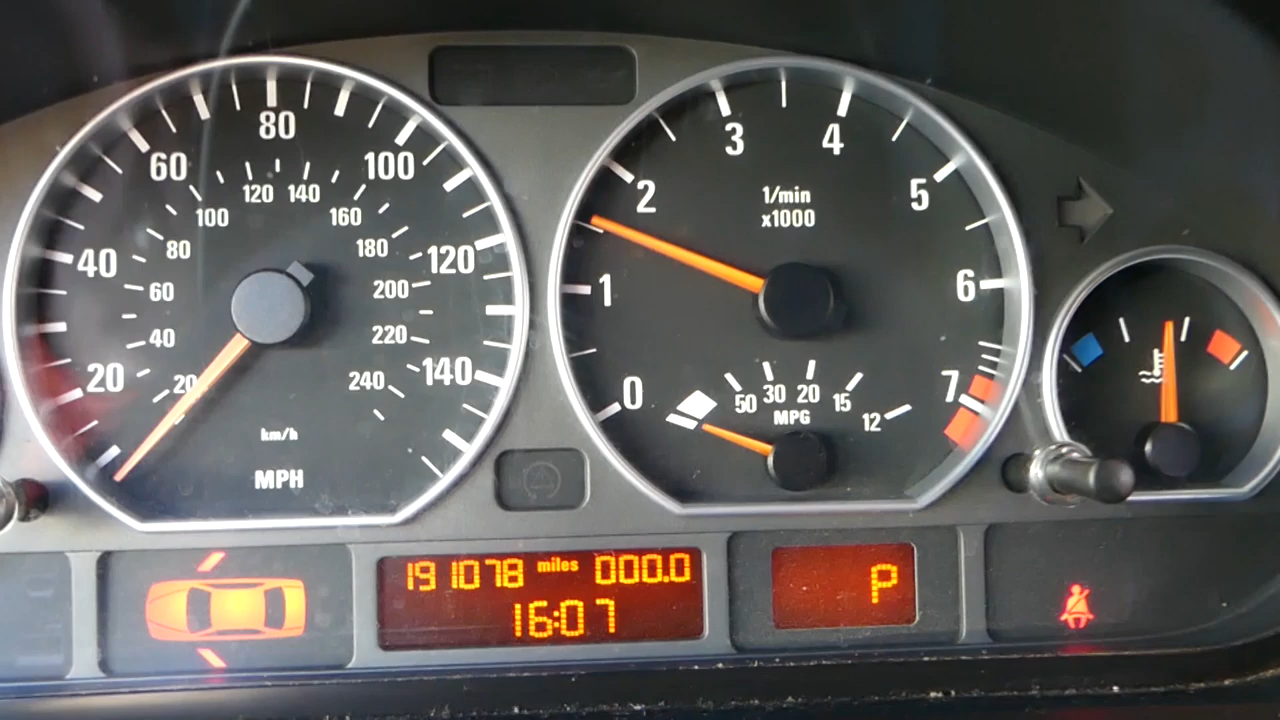 20 40 60 80 100 120 140
20 40 60 80 100 120 140 160 180 200 220 240
km/h
MPH
0 1 2 3 4 5 6 7
1/min
x1000
50 30 20 15 12
MPG
191078 miles 000.0
16:07
P